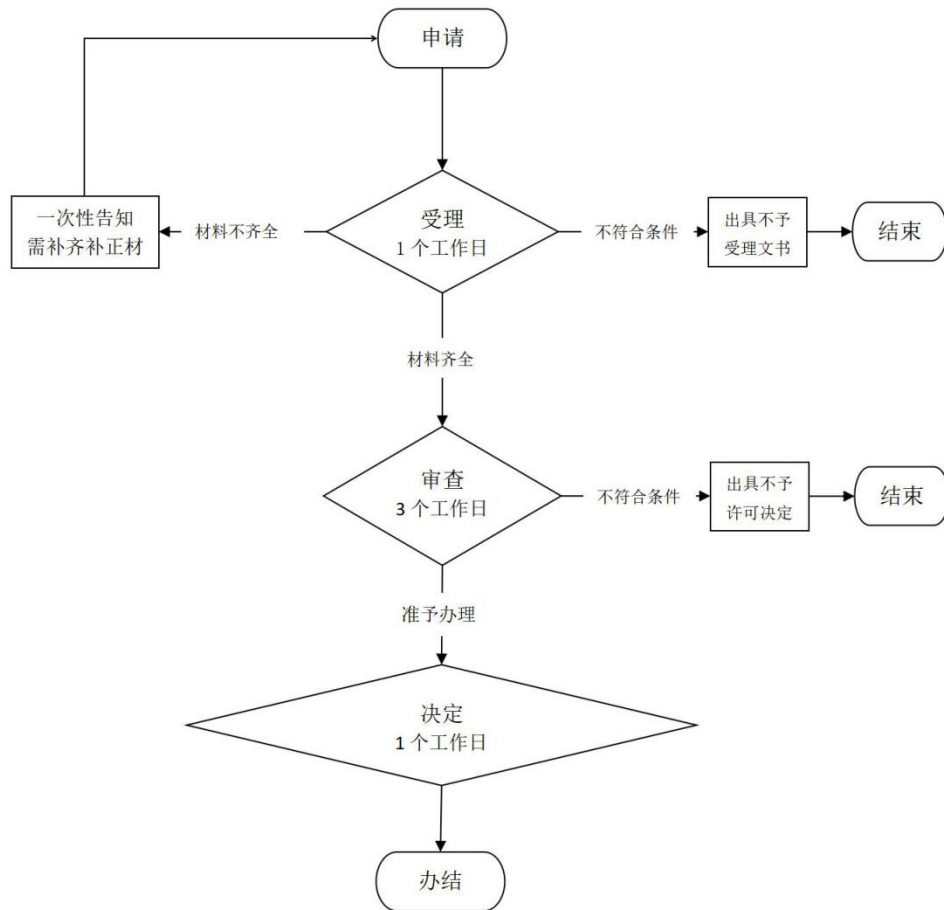 申请
一次性告知
需补齐补正材
材料不齐全
受理
1 个工作日
不符合条件
出具不予
受理文书
结束
材料齐全
审查
3 个工作日
不符合条件
出具不予
许可决定
结束
准予办理
决定
1 个工作日
办结